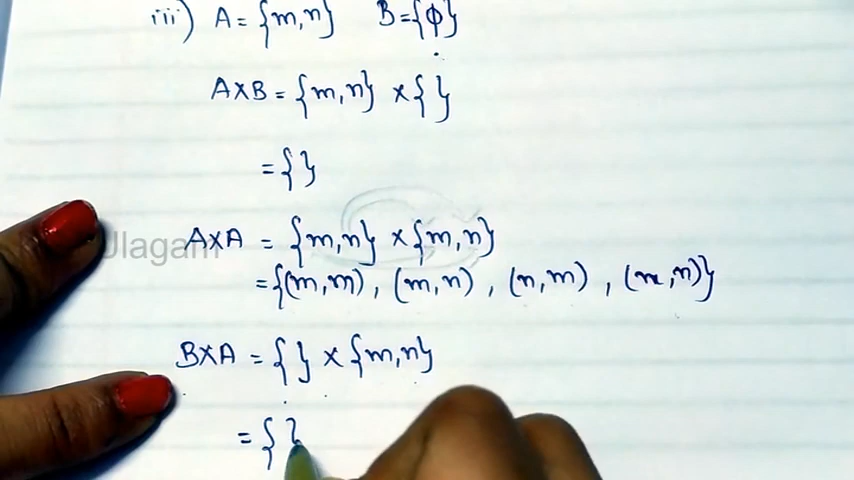 iii) A = {m,n} B = {φ}
A×B = {m,n} × { }
= { }
Ulagam
A×A = {m,n} × {m,n}
= {(m,m), (m,n), (n,m), (n,n)}
B×A = { } × {m,n}
= { }